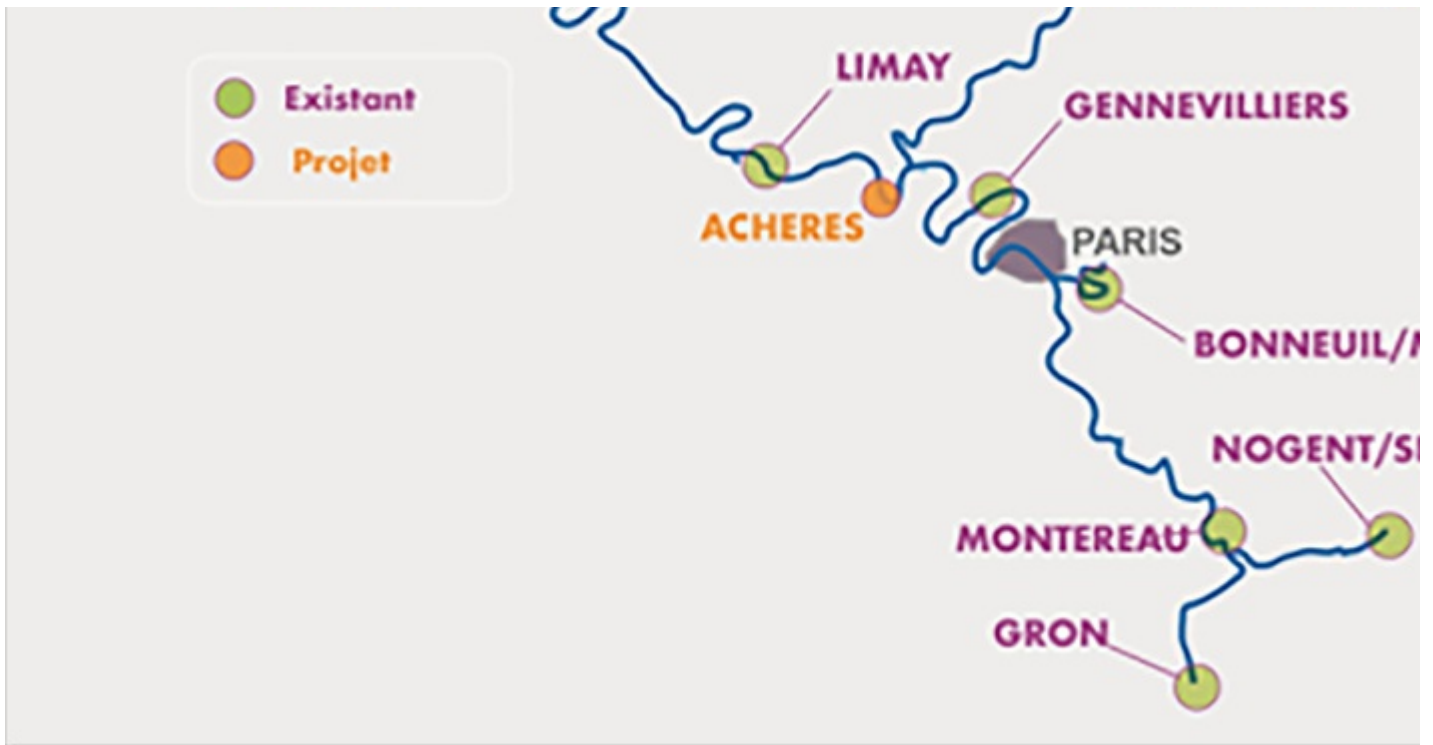 LIMAY
Existant
GENNEVILLIERS
Projet
ACHERES
PARIS
BONNEUIL/
NOGENT/
MONTEREAU
GRON